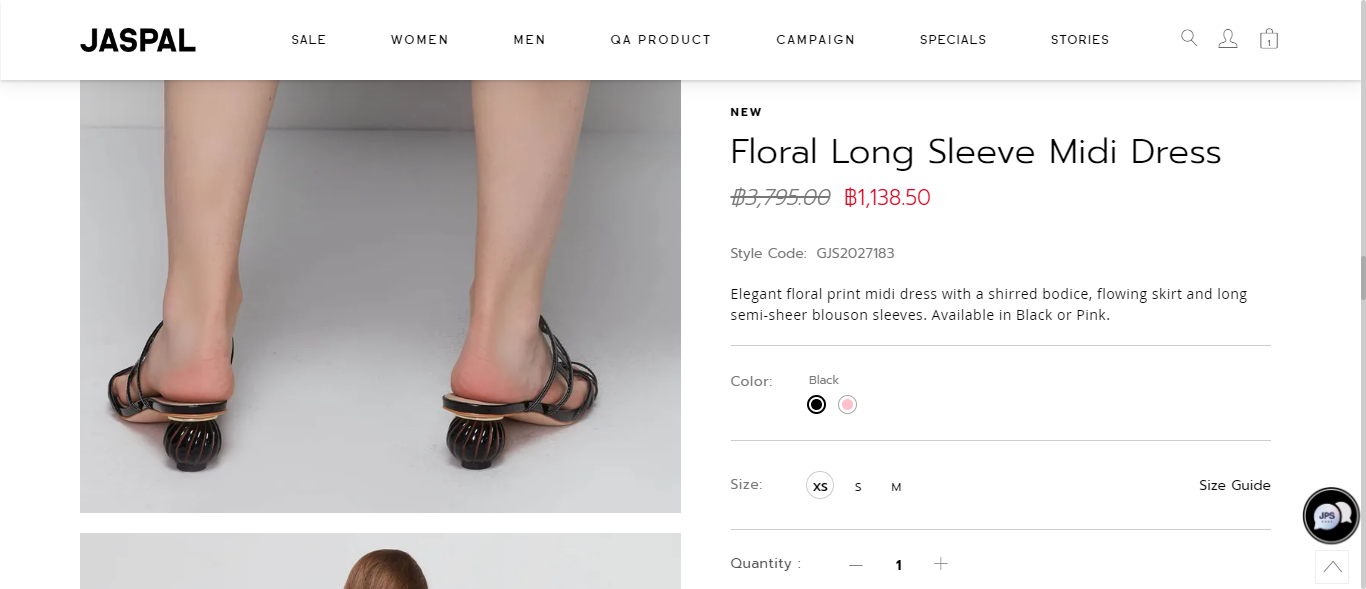 JASPAL
SALE
WOMEN
MEN
QA PRODUCT
CAMPAIGN
SPECIALS
STORIES
1
NEW
Floral Long Sleeve Midi Dress
฿3,795.00 ฿1,138.50
Style Code: GJS2027183
Elegant floral print midi dress with a shirred bodice, flowing skirt and long
semi-sheer blouson sleeves. Available in Black or Pink.
Color: Black
Size: XS S M Size Guide
JPS
Quantity : — 1 +